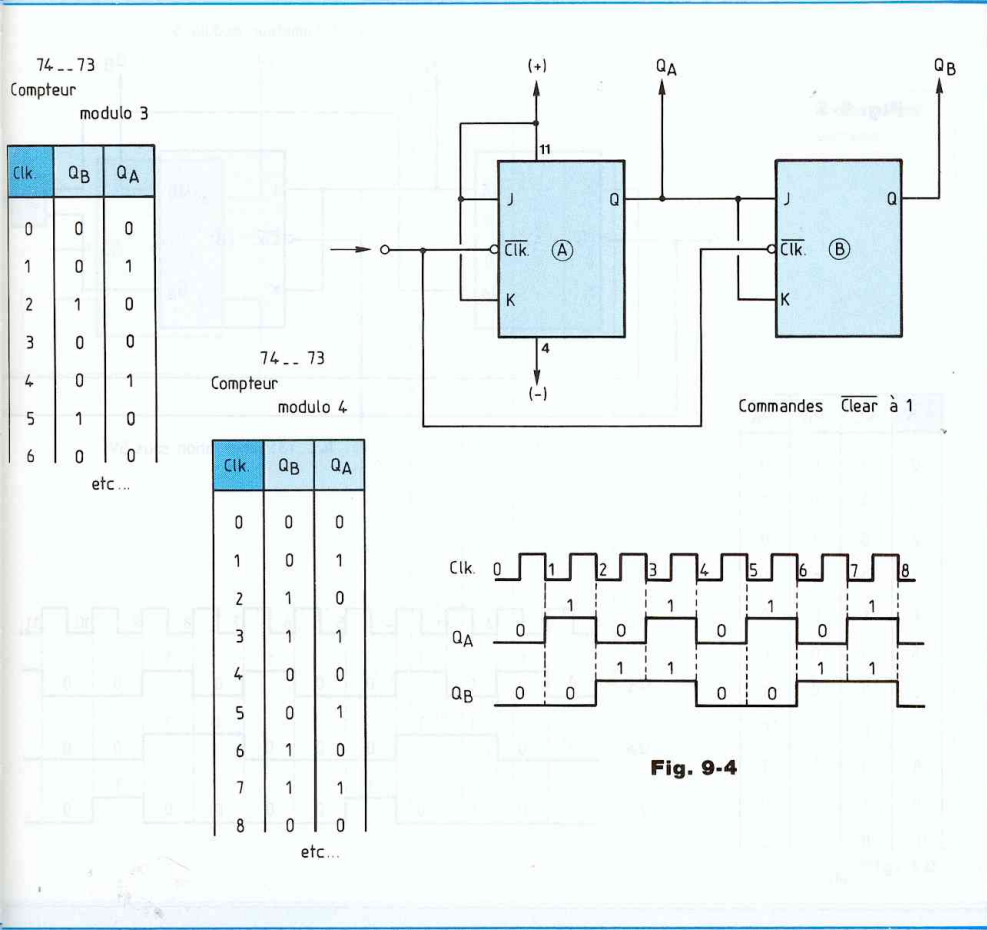 74__73
Compteur
modulo 3
Clk. QB QA
0 0 0
1 0 1
2 1 0
3 0 0
4 0 1
5 1 0
6 0 0
etc...
74__ 73
Compteur
modulo 4
Clk. QB QA
0 0 0
1 0 1
2 1 0
3 1 1
4 0 0
5 0 1
6 1 0
7 1 1
8 0 0
etc...
(+) QA QB
11
J Q J Q
Clk. A Clk. B
K K
4
(-)
Commandes Clear à 1
Clk. 0 1 2 3 4 5 6 7 8
1 1 1 1
QA 0 0 0 0
1 1 1 1
QB 0 0 0 0
Fig. 9-4